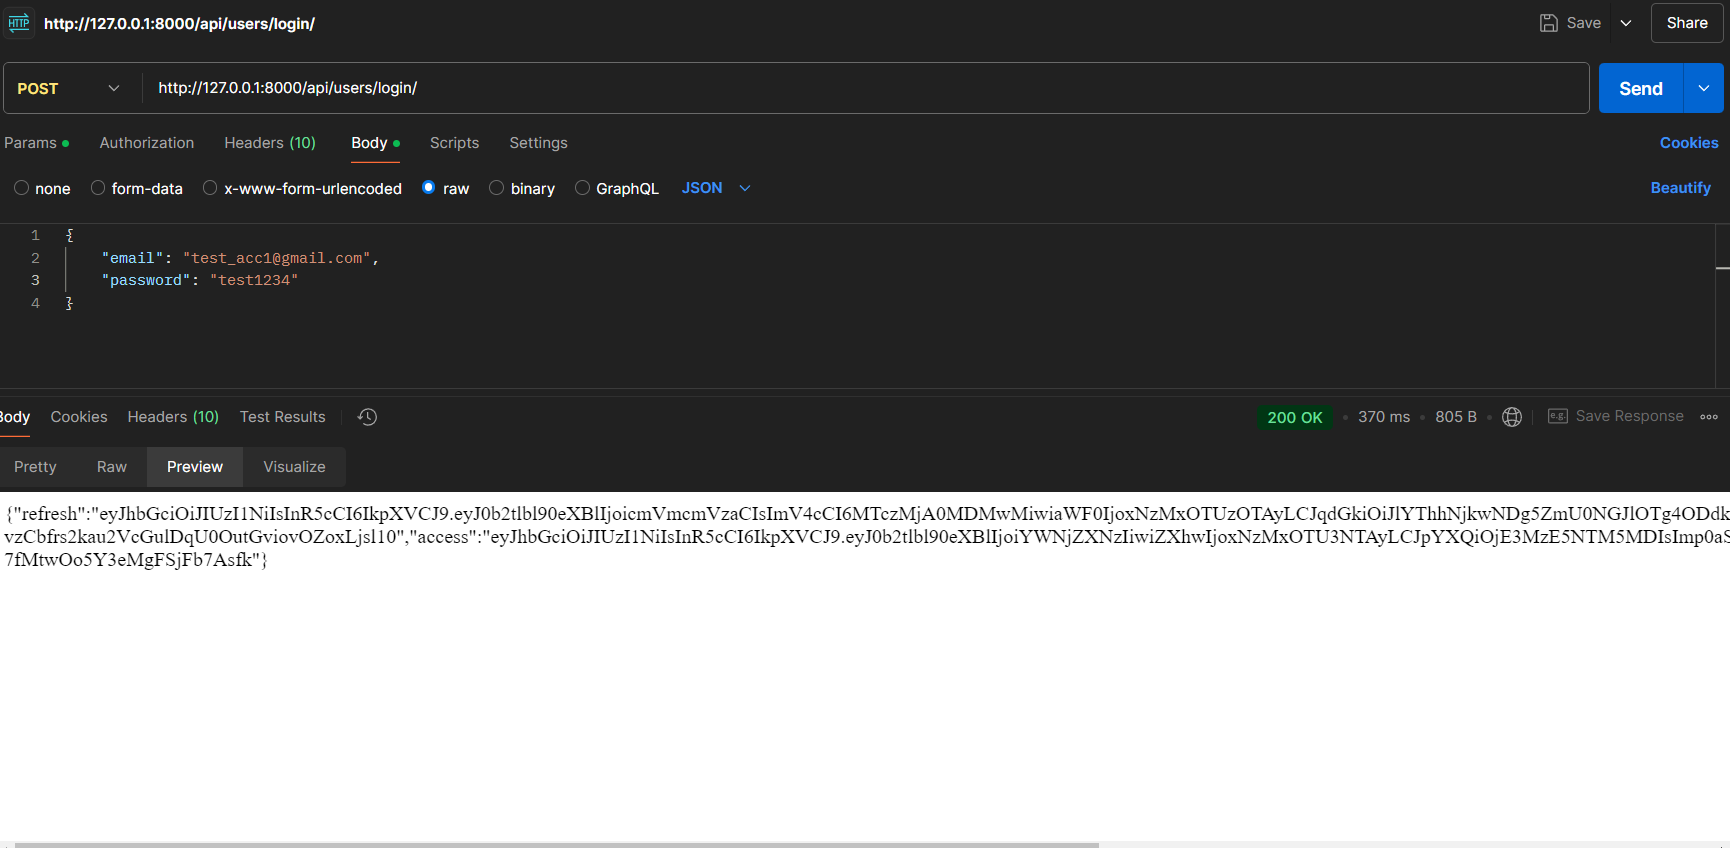 HTTP http://127.0.0.1:8000/api/users/login/ Save Share
POST http://127.0.0.1:8000/api/users/login/ Send
Params Authorization Headers (10) Body Scripts Settings Cookies
none form-data x-www-form-urlencoded raw binary GraphQL JSON Beautify
1 {
2 "email": "test_acc1@gmail.com",
3 "password": "test1234"
4 }
Body Cookies Headers (10) Test Results 200 OK 370 ms 805 B e.g. Save Response
Pretty Raw Preview Visualize
{"refresh":"eyJhbGciOiJIUzI1NiIsInR5cCI6IkpXVCJ9.eyJ0b2tlbl90eXBlIjoicmVmcmVzaCIsImV4cCI6MTczMjA0MDMwMiwiaWF0IjoxNzMxOTUzOTAyLCJqdGkiOiJlYThhNjkwNDg5ZmU0NGJlOTg4ODdk
vzCbfrs2kau2VcGulDqU0OutGviovOZoxLjsl10","access":"eyJhbGciOiJIUzI1NiIsInR5cCI6IkpXVCJ9.eyJ0b2tlbl90eXBlIjoiYWNjZXNzIiwiZXhwIjoxNzMxOTU3NTAyLCJpYXQiOjE3MzE5NTM5MDIsImp0aS
7fMtwOo5Y3eMgFSjFb7Asfk"}